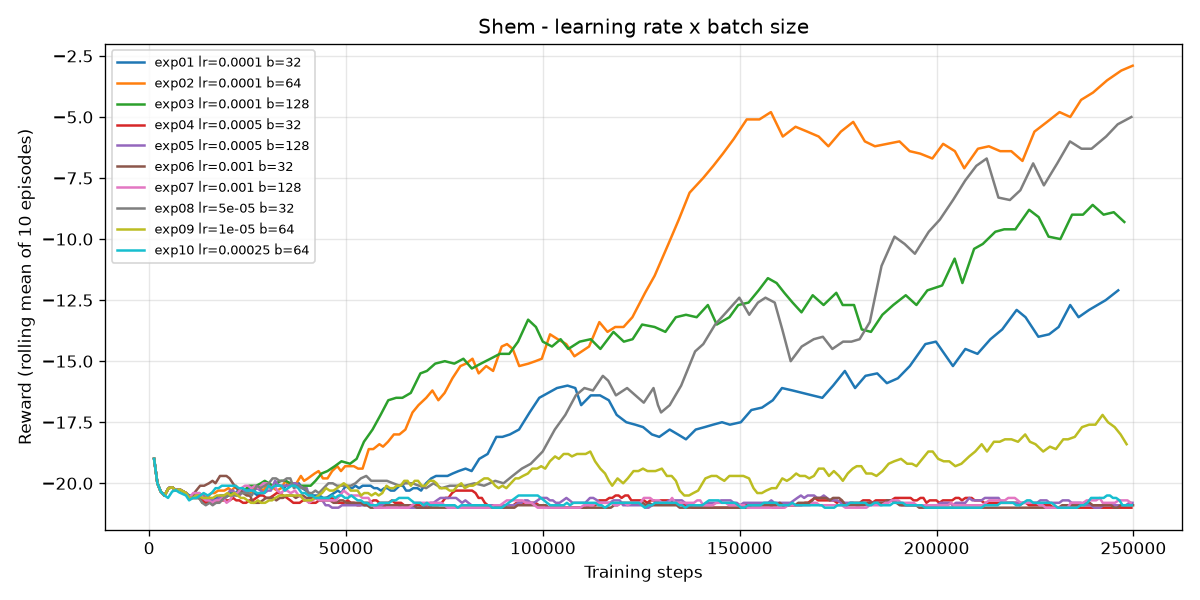 Shem - learning rate x batch size
Reward (rolling mean of 10 episodes)
−2.5
−5.0
−7.5
−10.0
−12.5
−15.0
−17.5
−20.0
exp01 lr=0.0001 b=32
exp02 lr=0.0001 b=64
exp03 lr=0.0001 b=128
exp04 lr=0.0005 b=32
exp05 lr=0.0005 b=128
exp06 lr=0.001 b=32
exp07 lr=0.001 b=128
exp08 lr=5e-05 b=32
exp09 lr=1e-05 b=64
exp10 lr=0.00025 b=64
0 50000 100000 150000 200000 250000
Training steps